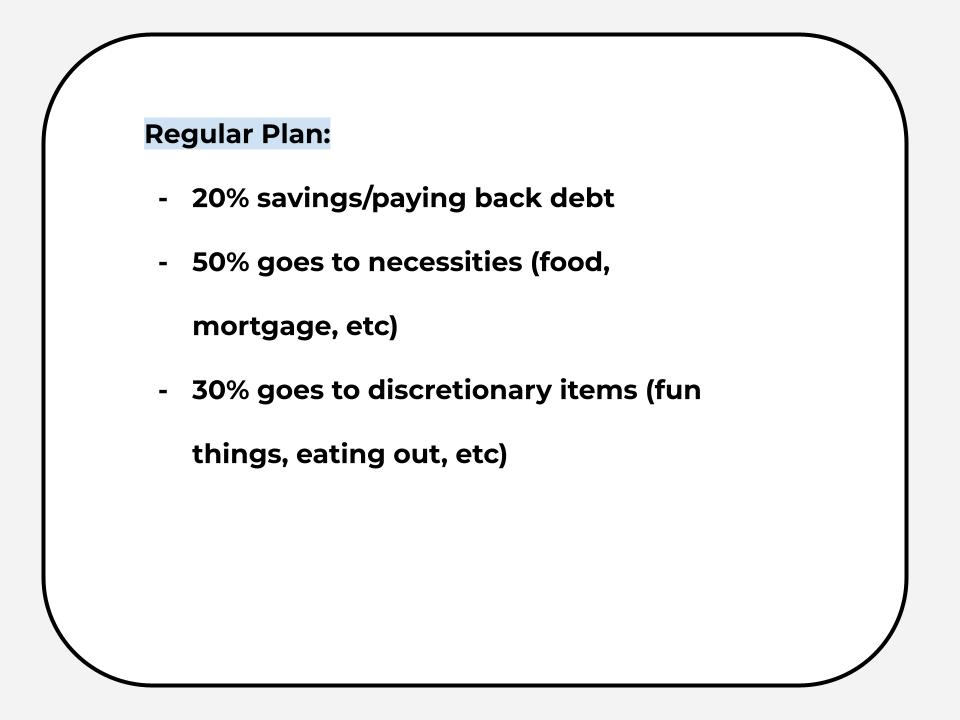 Regular Plan:
- 20% savings/paying back debt
- 50% goes to necessities (food,
mortgage, etc)
- 30% goes to discretionary items (fun
things, eating out, etc)